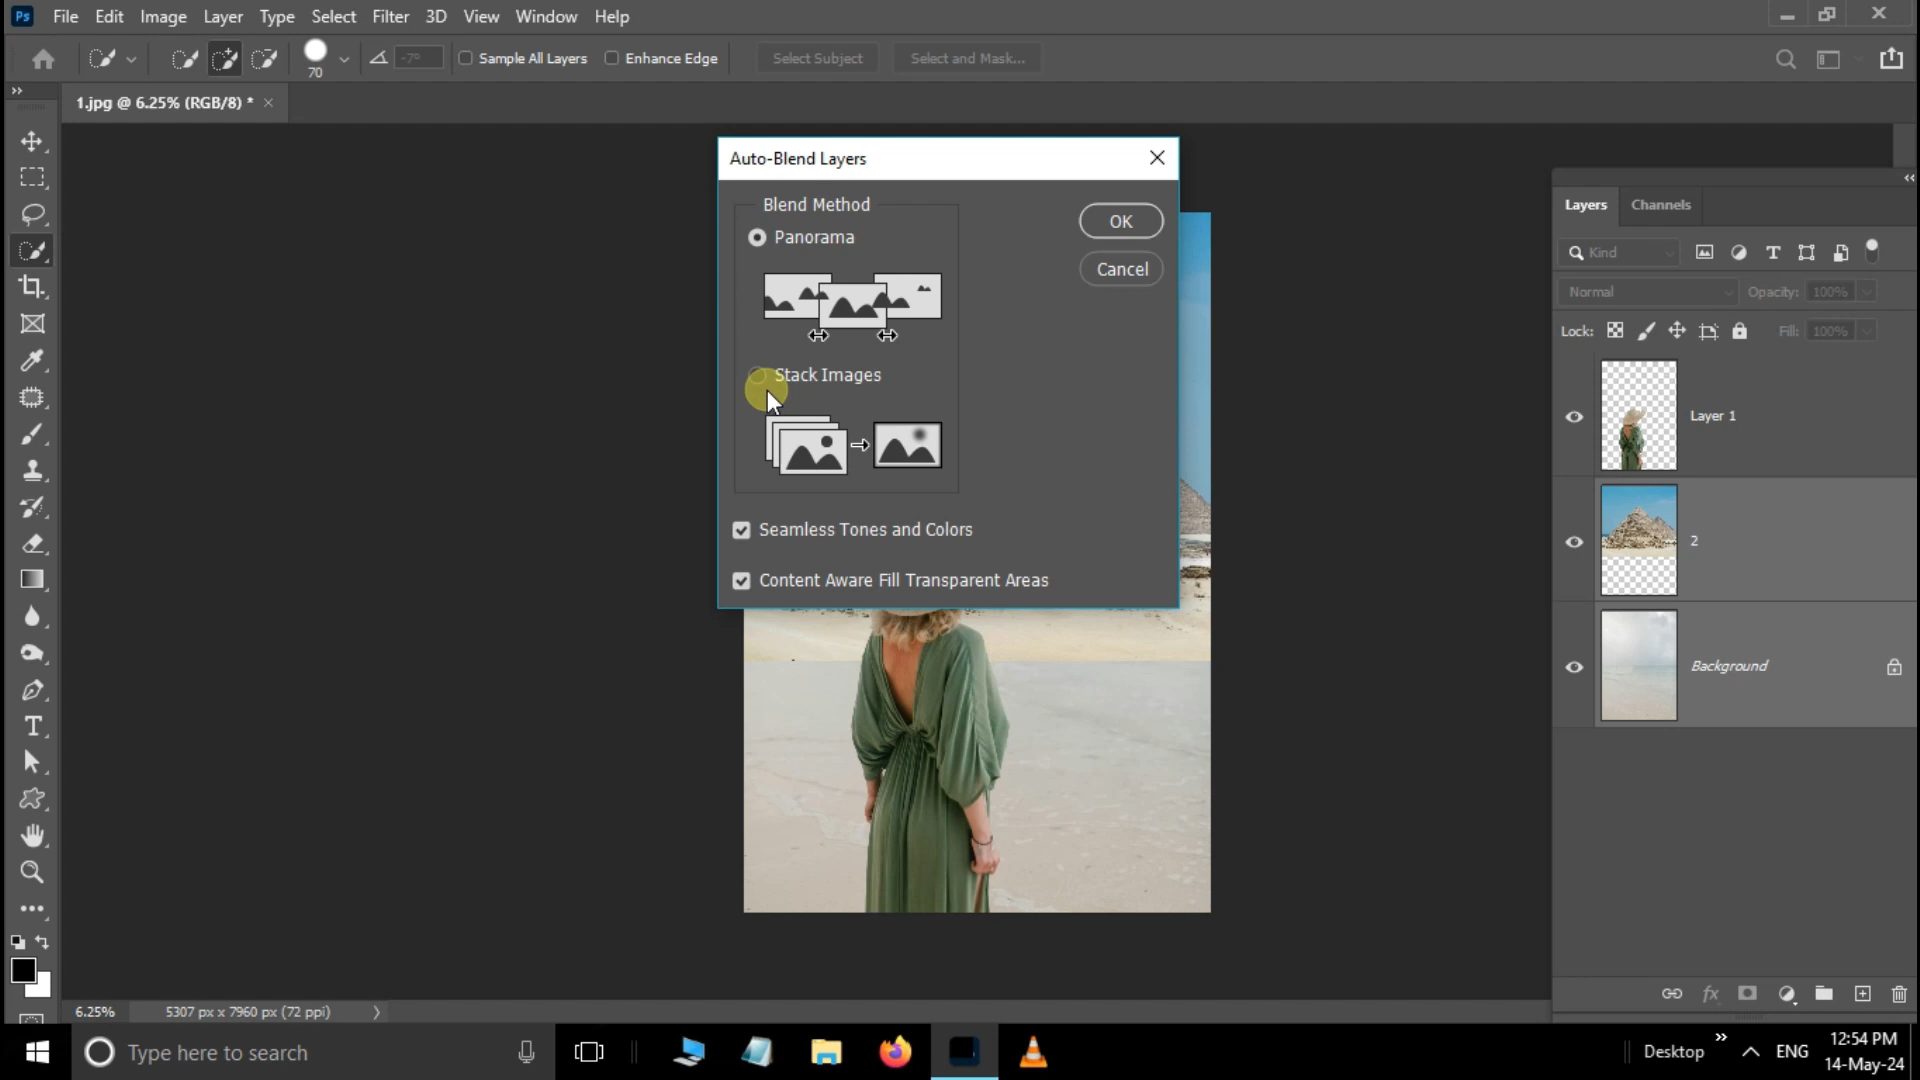 Ps File Edit Image Layer Type Select Filter 3D View Window Help
70 -7° Sample All Layers Enhance Edge Select Subject Select and Mask...
1.jpg @ 6.25% (RGB/8) *
Auto-Blend Layers
Blend Method
Panorama
Stack Images
Seamless Tones and Colors
Content Aware Fill Transparent Areas
OK
Cancel
Layers Channels
Kind
Normal Opacity: 100%
Lock: Fill: 100%
Layer 1
2
Background
fx
6.25% 5307 px x 7960 px (72 ppi)
Type here to search
Desktop ENG
12:54 PM
14-May-24